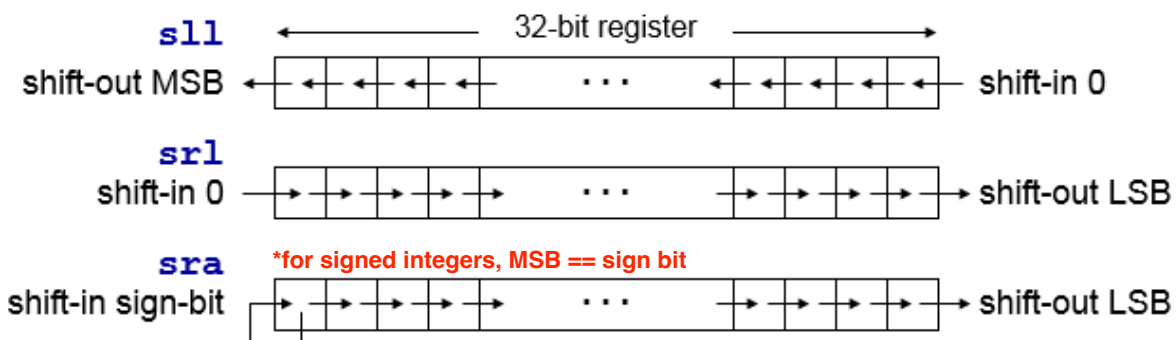 sll
32-bit register
shift-out MSB
. . .
shift-in 0
srl
shift-in 0
. . .
shift-out LSB
sra
*for signed integers, MSB == sign bit
shift-in sign-bit
. . .
shift-out LSB